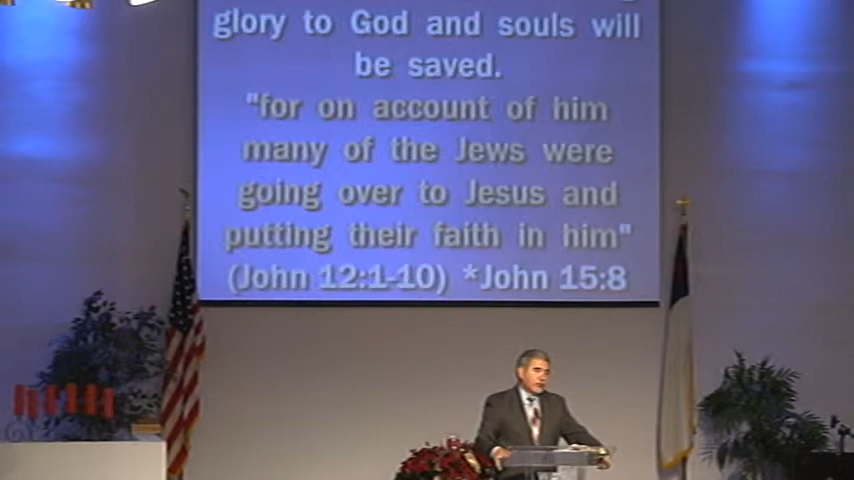 glory to God and souls will
be saved.
"for on account of him
many of the Jews were
going over to Jesus and
putting their faith in him"
(John 12:1-10) *John 15:8